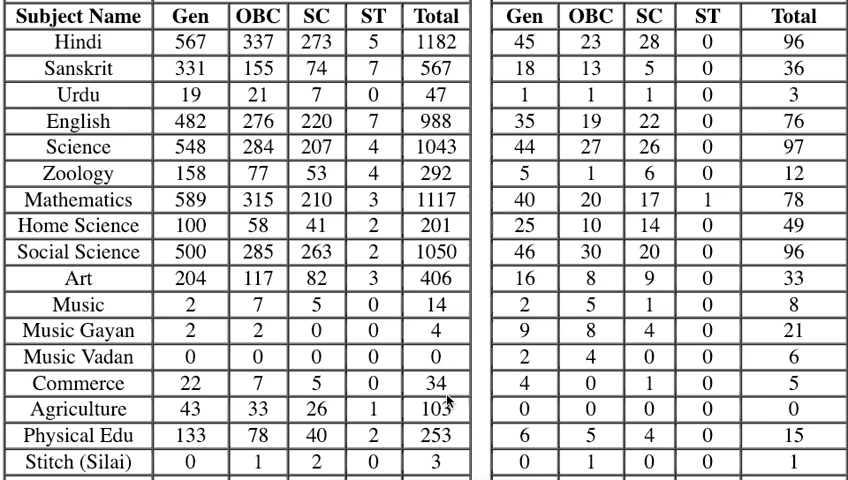 Subject Name Gen OBC SC ST Total Gen OBC SC ST Total
Hindi 567 337 273 5 1182 45 23 28 0 96
Sanskrit 331 155 74 7 567 18 13 5 0 36
Urdu 19 21 7 0 47 1 1 1 0 3
English 482 276 220 7 988 35 19 22 0 76
Science 548 284 207 4 1043 44 27 26 0 97
Zoology 158 77 53 4 292 5 1 6 0 12
Mathematics 589 315 210 3 1117 40 20 17 1 78
Home Science 100 58 41 2 201 25 10 14 0 49
Social Science 500 285 263 2 1050 46 30 20 0 96
Art 204 117 82 3 406 16 8 9 0 33
Music 2 7 5 0 14 2 5 1 0 8
Music Gayan 2 2 0 0 4 9 8 4 0 21
Music Vadan 0 0 0 0 0 2 4 0 0 6
Commerce 22 7 5 0 34 4 0 1 0 5
Agriculture 43 33 26 1 103 0 0 0 0 0
Physical Edu 133 78 40 2 253 6 5 4 0 15
Stitch (Silai) 0 1 2 0 3 0 1 0 0 1